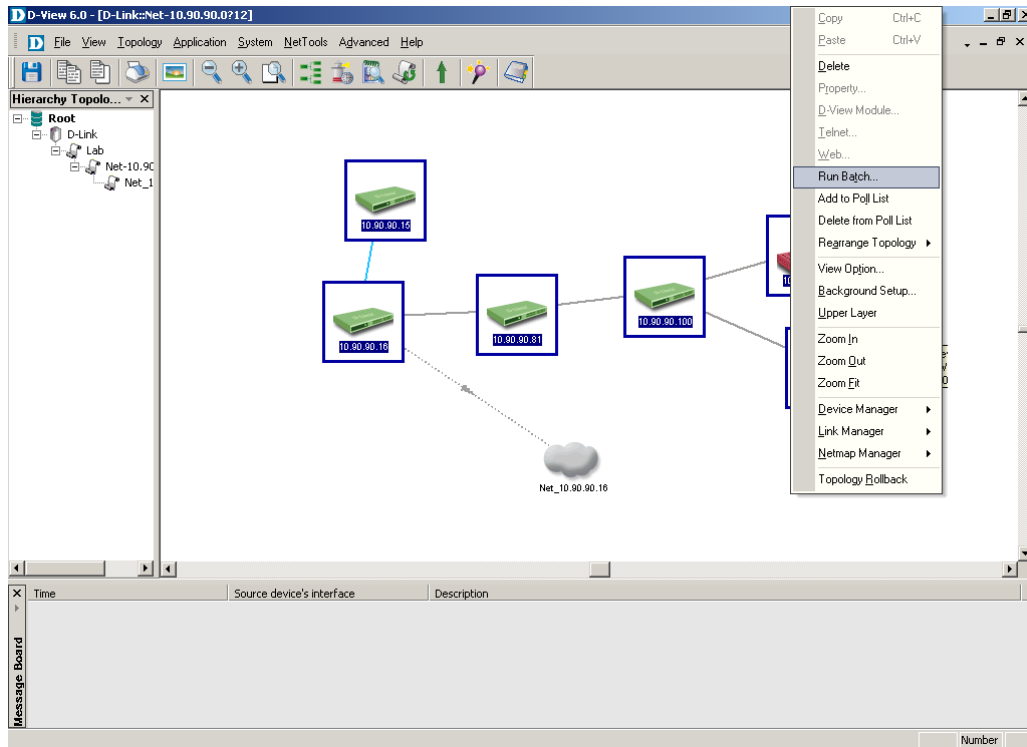 D-View 6.0 - [D-Link::Net-10.90.90.0?12]
File View Topology Application System NetTools Advanced Help
Hierarchy Topolo...
Root
D-Link
Lab
Net-10.90
Net_1
10.90.90.15
10.90.90.16
10.90.90.81
10.90.90.100
Net_10.90.90.16
Copy Ctrl+C
Paste Ctrl+V
Delete
Property...
D-View Module...
Telnet...
Web...
Run Batch...
Add to Poll List
Delete from Poll List
Rearrange Topology
View Option...
Background Setup...
Upper Layer
Zoom In
Zoom Out
Zoom Fit
Device Manager
Link Manager
Netmap Manager
Topology Rollback
Time Source device's interface Description
Message Board
Number